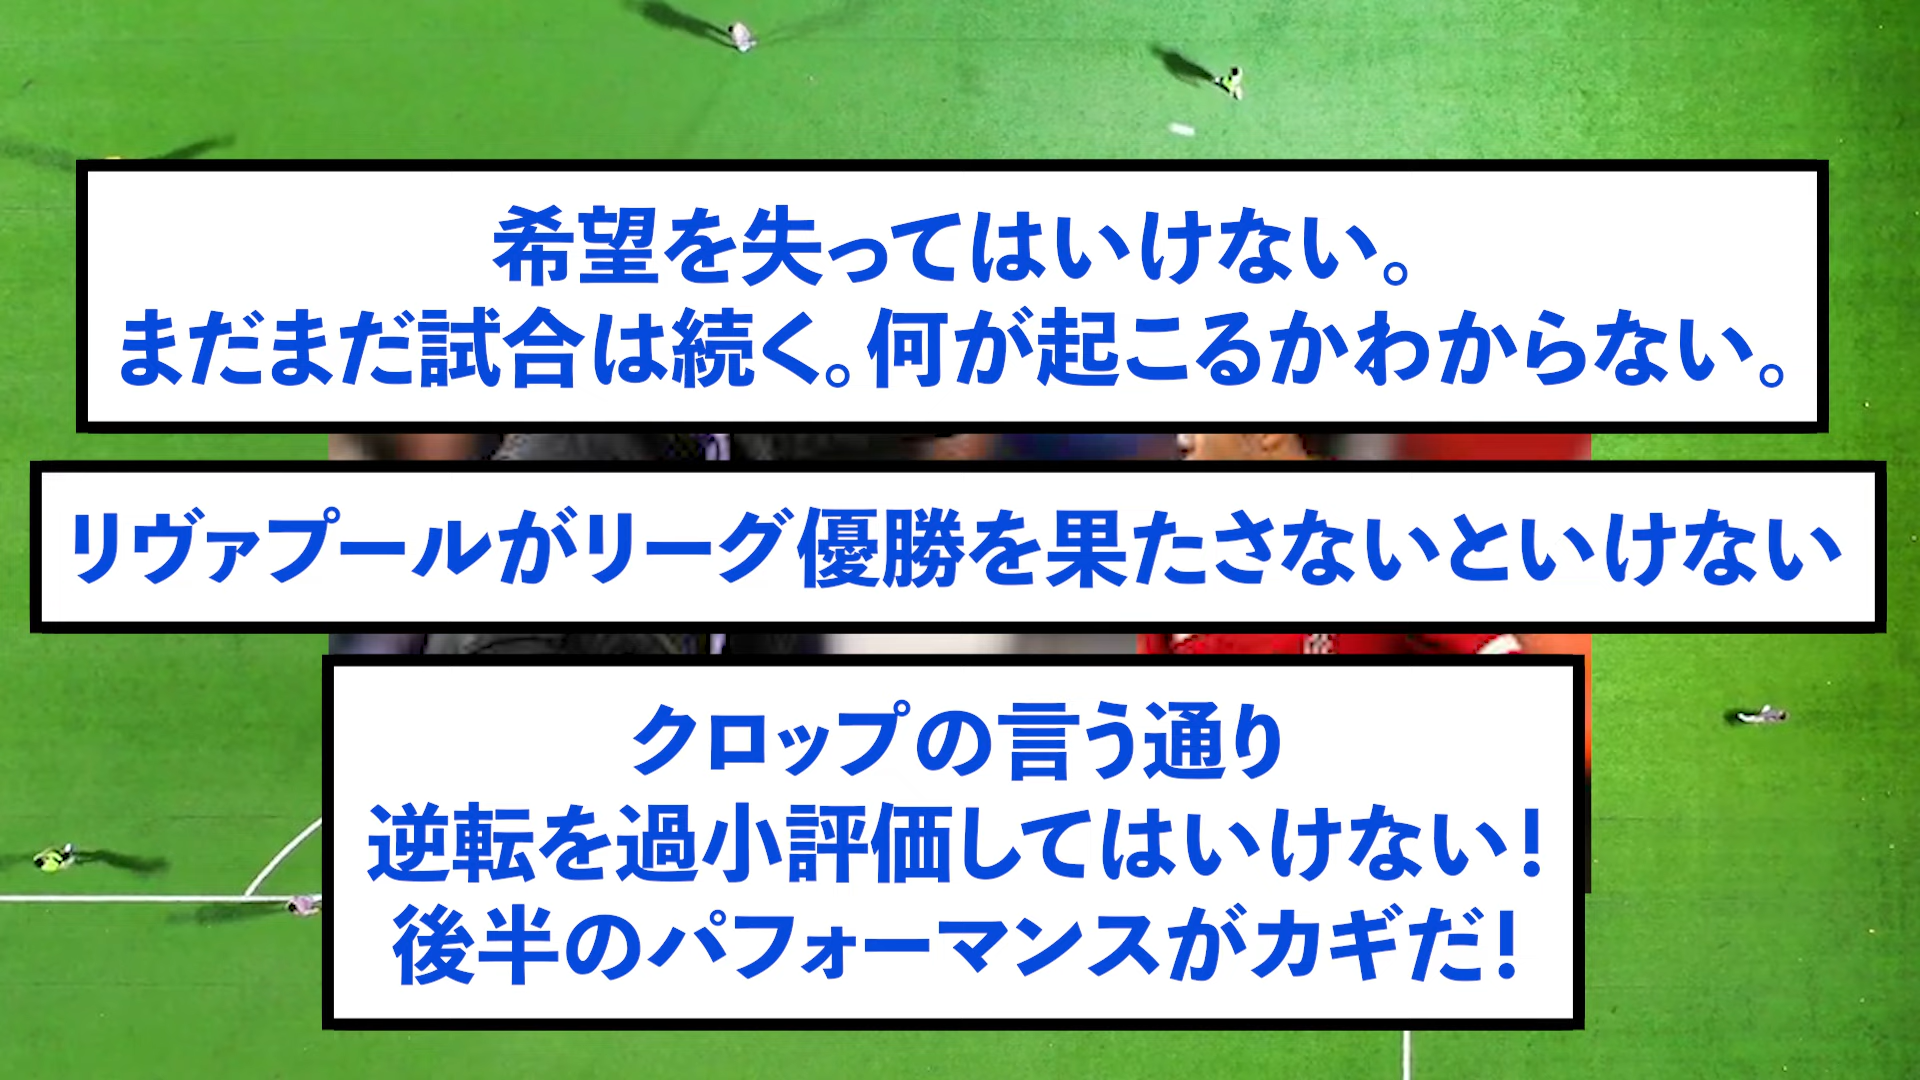 希望を失ってはいけない。
まだまだ試合は続く。何が起こるかわからない。
リヴァプールがリーグ優勝を果たさないといけない
クロップの言う通り
逆転を過小評価してはいけない!
後半のパフォーマンスがカギだ!